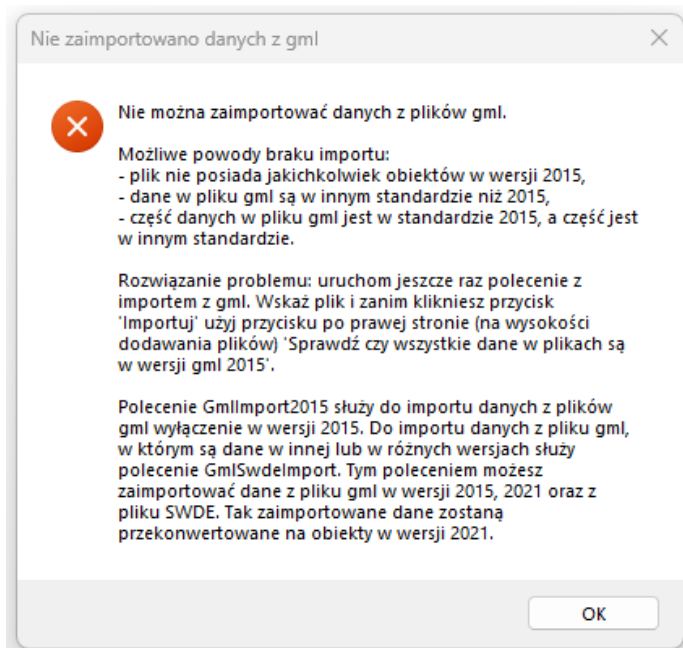 Nie zaimportowano danych z gml
Nie można zaimportować danych z plików gml.
Możliwe powody braku importu:
- plik nie posiada jakichkolwiek obiektów w wersji 2015,
- dane w pliku gml są w innym standardzie niż 2015,
- część danych w pliku gml jest w standardzie 2015, a część jest
w innym standardzie.
Rozwiązanie problemu: uruchom jeszcze raz polecenie z
importem z gml. Wskaż plik i zanim klikniesz przycisk
'Importuj' użyj przycisku po prawej stronie (na wysokości
dodawania plików) 'Sprawdź czy wszystkie dane w plikach są
w wersji gml 2015'.
Polecenie GmlImport2015 służy do importu danych z plików
gml wyłączenie w wersji 2015. Do importu danych z pliku gml,
w którym są dane w innej lub w różnych wersjach służy
polecenie GmlSwdeImport. Tym poleceniem możesz
zaimportować dane z pliku gml w wersji 2015, 2021 oraz z
pliku SWDE. Tak zaimportowane dane zostaną
przekonwertowane na obiekty w wersji 2021.
OK